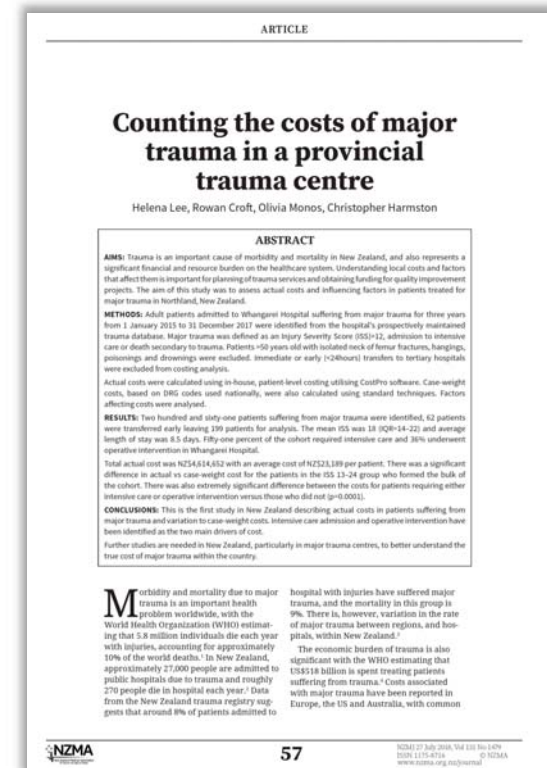 ARTICLE
Counting the costs of major
trauma in a provincial
trauma centre
Helena Lee, Rowan Croft, Olivia Monos, Christopher Harmston
ABSTRACT
AIMS: Trauma is an important cause of morbidity and mortality in New Zealand, and also represents a
significant financial and resource burden on the healthcare system. Understanding local costs and factors
that affect them is important for planning of trauma services and obtaining funding for quality improvement
projects. The aim of this study was to assess actual costs and influencing factors in patients treated for
major trauma in Northland, New Zealand.
METHODS: Adult patients admitted to Whangarei Hospital suffering from major trauma for three years
from 1 January 2015 to 31 December 2017 were identified from the hospital's prospectively maintained
trauma database. Major trauma was defined as an Injury Severity Score (ISS)>12, admission to intensive
care or death secondary to trauma. Patients >50 years old with isolated neck of femur fractures, hangings,
poisonings and drownings were excluded. Immediate or early (<24hours) transfers to tertiary hospitals
were excluded from costing analysis.
Actual costs were calculated using in-house, patient-level costing utilising CostPro software. Case-weight
costs, based on DRG codes used nationally, were also calculated using standard techniques. Factors
affecting costs were analysed.
RESULTS: Two hundred and sixty-one patients suffering from major trauma were identified, 62 patients
were transferred early leaving 199 patients for analysis. The mean ISS was 18 (IQR=14–22) and average
length of stay was 8.5 days. Fifty-one percent of the cohort required intensive care and 36% underwent
operative intervention in Whangarei Hospital.
Total actual cost was NZ$4,614,652 with an average cost of NZ$23,189 per patient. There was a significant
difference in actual vs case-weight cost for the patients in the ISS 13–24 group who formed the bulk of
the cohort. There was also extremely significant difference between the costs for patients requiring either
intensive care or operative intervention versus those who did not (p=0.0001).
CONCLUSIONS: This is the first study in New Zealand describing actual costs in patients suffering from
major trauma and variation to case-weight costs. Intensive care admission and operative intervention have
been identified as the two main drivers of cost.
Further studies are needed in New Zealand, particularly in major trauma centres, to better understand the
true cost of major trauma within the country.
Morbidity and mortality due to major
trauma is an important health
problem worldwide, with the
World Health Organization (WHO) estimat-
ing that 5.8 million individuals die each year
with injuries, accounting for approximately
10% of the world deaths.¹ In New Zealand,
approximately 27,000 people are admitted to
public hospitals due to trauma and roughly
270 people die in hospital each year.² Data
from the New Zealand trauma registry sug-
gests that around 8% of patients admitted to
hospital with injuries have suffered major
trauma, and the mortality in this group is
9%. There is, however, variation in the rate
of major trauma between regions, and hos-
pitals, within New Zealand.³
The economic burden of trauma is also
significant with the WHO estimating that
US$518 billion is spent treating patients
suffering from trauma.⁴ Costs associated
with major trauma have been reported in
Europe, the US and Australia, with common
NZMA
57
NZMJ 27 July 2018, Vol 131 No 1479
ISSN 1175-8716 © NZMA
www.nzma.org.nz/journal